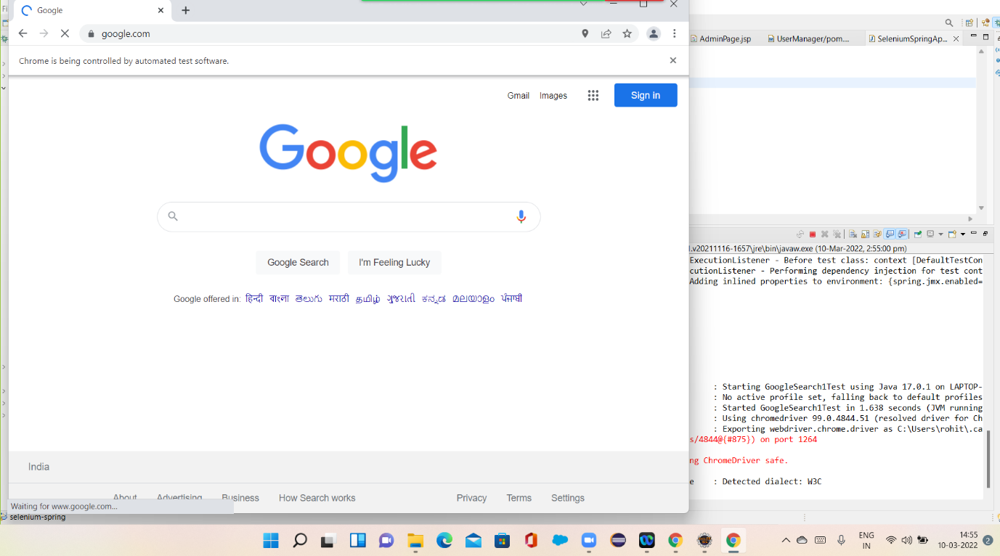 Google
google.com
Chrome is being controlled by automated test software.
Gmail Images Sign in
Google
Google Search I'm Feeling Lucky
Google offered in: हिन्दी বাংলা తెలుగు मराठी தமிழ் ગુજરાતી ಕನ್ನಡ മലയാളം ਪੰਜਾਬੀ
India
About Advertising Business How Search works Privacy Terms Settings
Waiting for www.google.com...
selenium-spring
AdminPage.jsp UserManager/pom.... SeleniumSpringAp...
.v20211116-1657\jre\bin\javaw.exe (10-Mar-2022, 2:55:00 pm)
ExecutionListener - Before test class: context [DefaultTestCon
cutionListener - Performing dependency injection for test cont
Adding inlined properties to environment: {spring.jmx.enabled=
: Starting GoogleSearch1Test using Java 17.0.1 on LAPTOP-
: No active profile set, falling back to default profiles
: Started GoogleSearch1Test in 1.638 seconds (JVM running
: Using chromedriver 99.0.4844.51 (resolved driver for Ch
: Exporting webdriver.chrome.driver as C:\Users\rohit\.ca
s/4844@{#875}) on port 1264
ng ChromeDriver safe.
e : Detected dialect: W3C
ENG
IN
14:55
10-03-2022
2